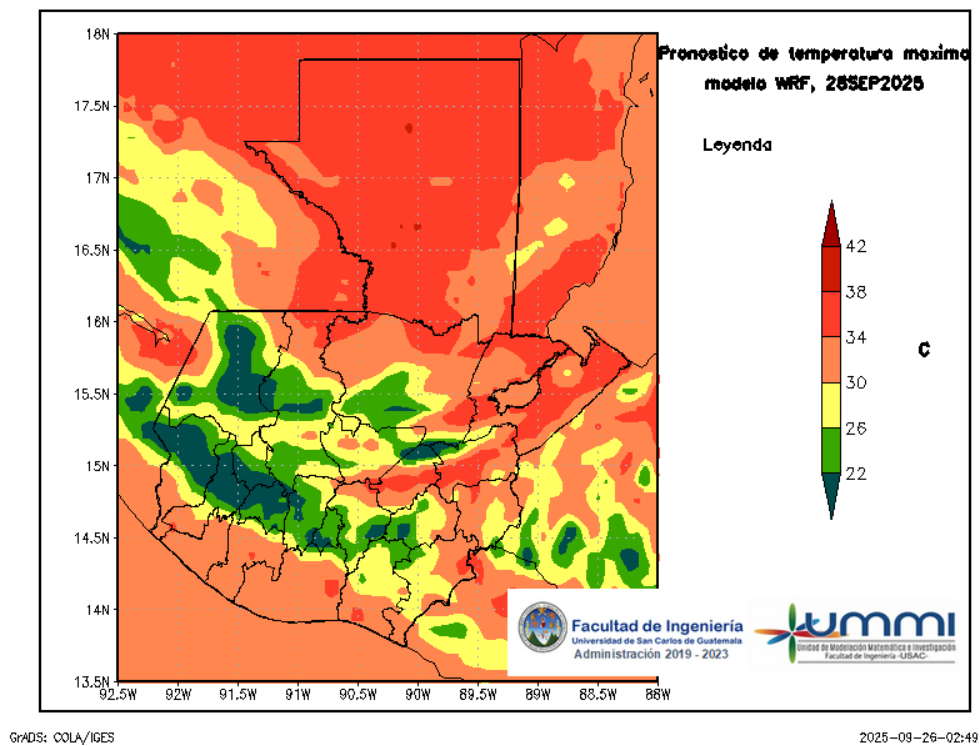 Pronostico de temperatura maxima
modelo WRF, 28SEP2025
Leyenda
18N
17.5N
17N
16.5N
16N
15.5N
15N
14.5N
14N
13.5N
92.5W 92W 91.5W 91W 90.5W 90W 89.5W 89W 88.5W 88W
42
38
34
30
26
22
C
Facultad de Ingeniería
Universidad de San Carlos de Guatemala
Administración 2019 - 2023
ummi
Unidad de Modelación Matemática e Investigación
Facultad de Ingeniería -USAC-
GrADS: COLA/IGES
2025-09-26-02:49